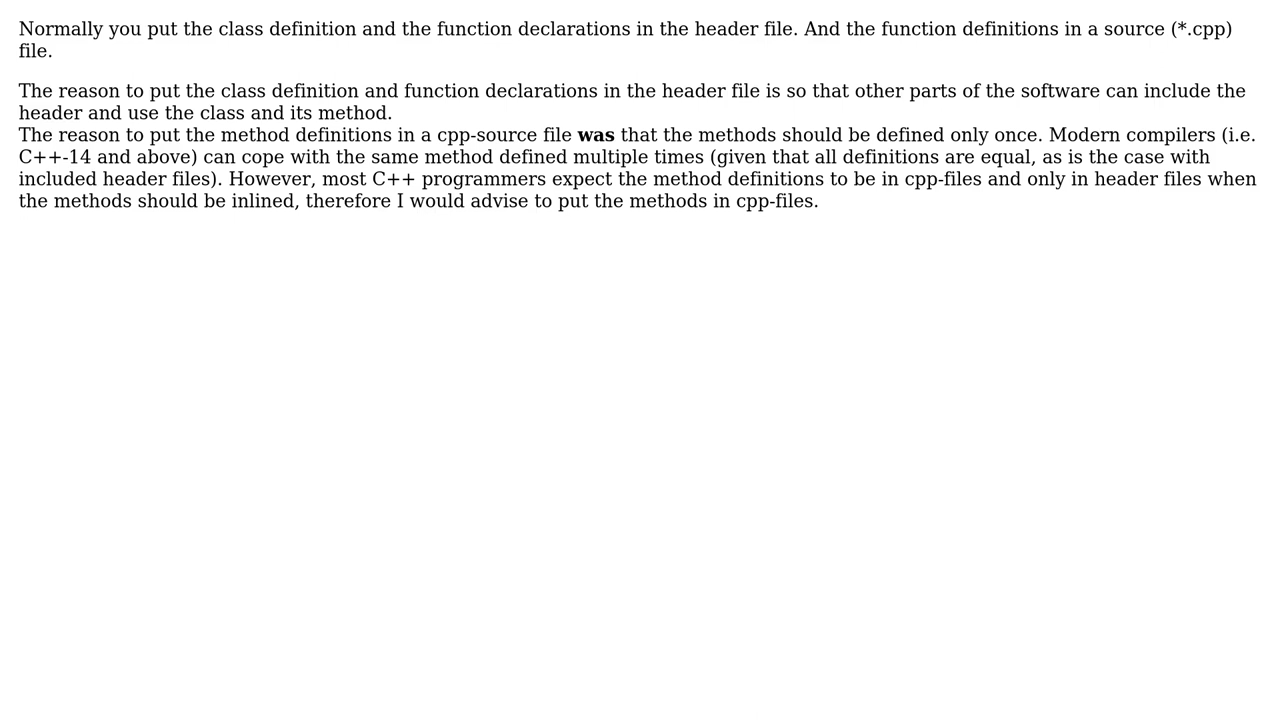 Normally you put the class definition and the function declarations in the header file. And the function definitions in a source (*.cpp)
file.
The reason to put the class definition and function declarations in the header file is so that other parts of the software can include the
header and use the class and its method.
The reason to put the method definitions in a cpp-source file was that the methods should be defined only once. Modern compilers (i.e.
C++-14 and above) can cope with the same method defined multiple times (given that all definitions are equal, as is the case with
included header files). However, most C++ programmers expect the method definitions to be in cpp-files and only in header files when
the methods should be inlined, therefore I would advise to put the methods in cpp-files.